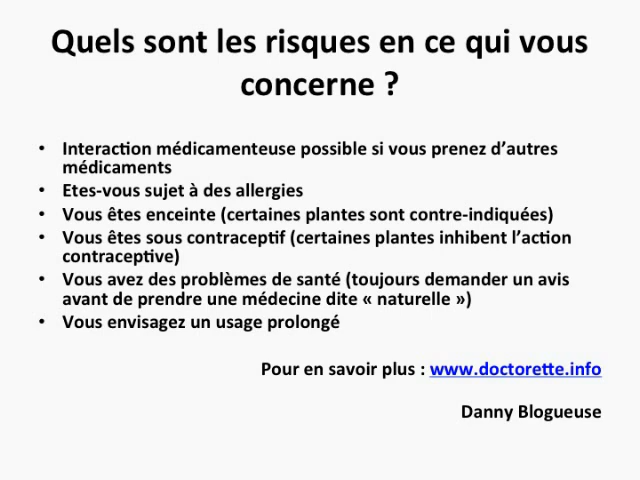 Quels sont les risques en ce qui vous
concerne ?
• Interaction médicamenteuse possible si vous prenez d’autres
médicaments
• Etes-vous sujet à des allergies
• Vous êtes enceinte (certaines plantes sont contre-indiquées)
• Vous êtes sous contraceptif (certaines plantes inhibent l’action
contraceptive)
• Vous avez des problèmes de santé (toujours demander un avis
avant de prendre une médecine dite « naturelle »)
• Vous envisagez un usage prolongé
Pour en savoir plus : www.doctorette.info
Danny Blogueuse